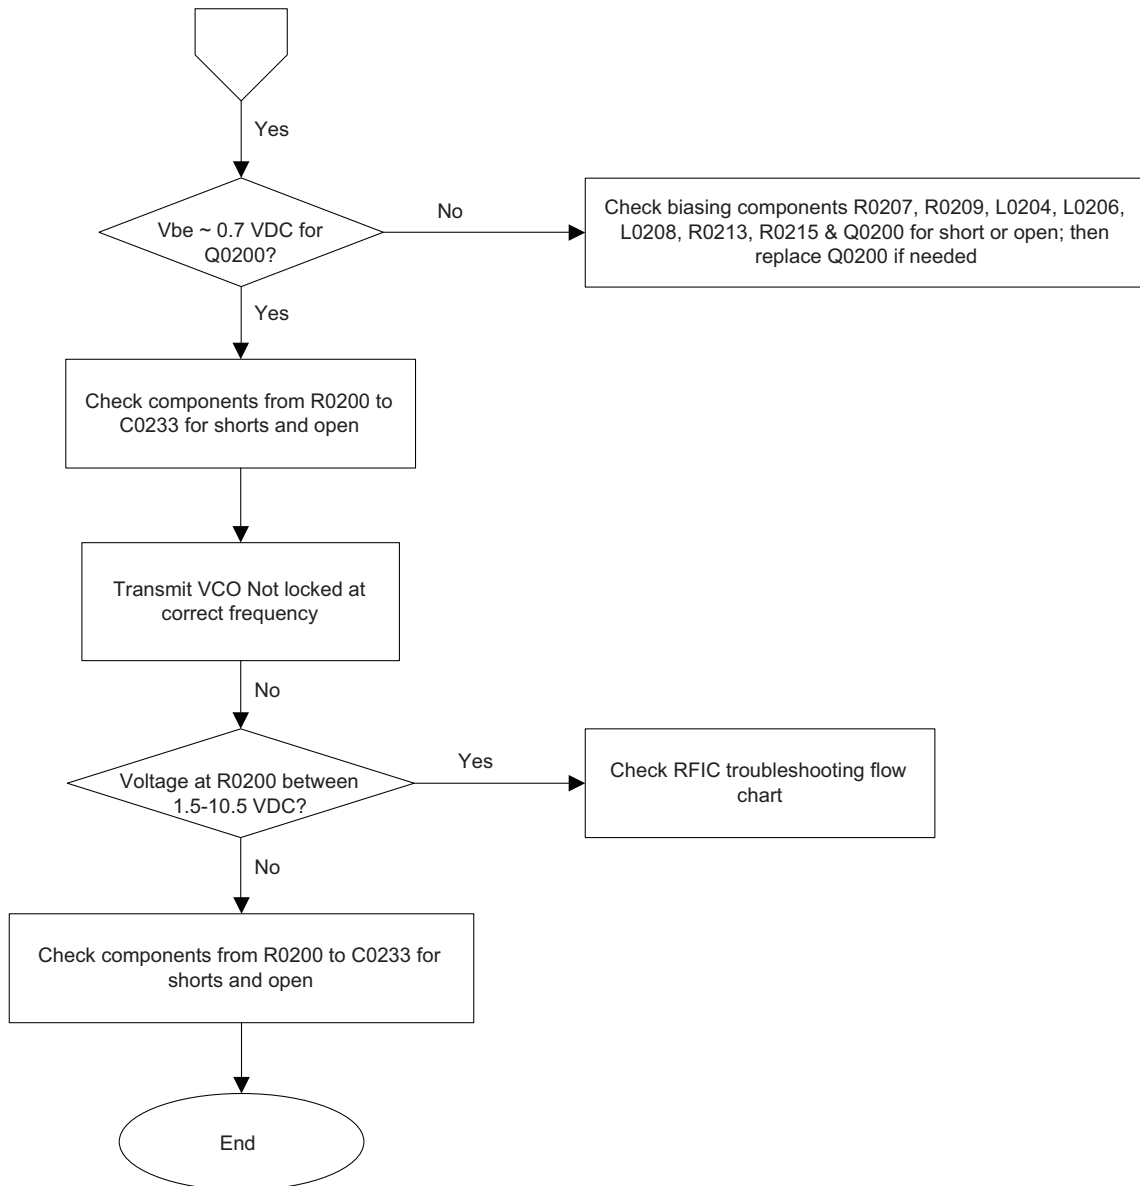 Yes
Vbe ~ 0.7 VDC for
Q0200?
No
Check biasing components R0207, R0209, L0204, L0206,
L0208, R0213, R0215 & Q0200 for short or open; then
replace Q0200 if needed
Yes
Check components from R0200 to
C0233 for shorts and open
Transmit VCO Not locked at
correct frequency
No
Voltage at R0200 between
1.5-10.5 VDC?
Yes
Check RFIC troubleshooting flow
chart
No
Check components from R0200 to C0233 for
shorts and open
End